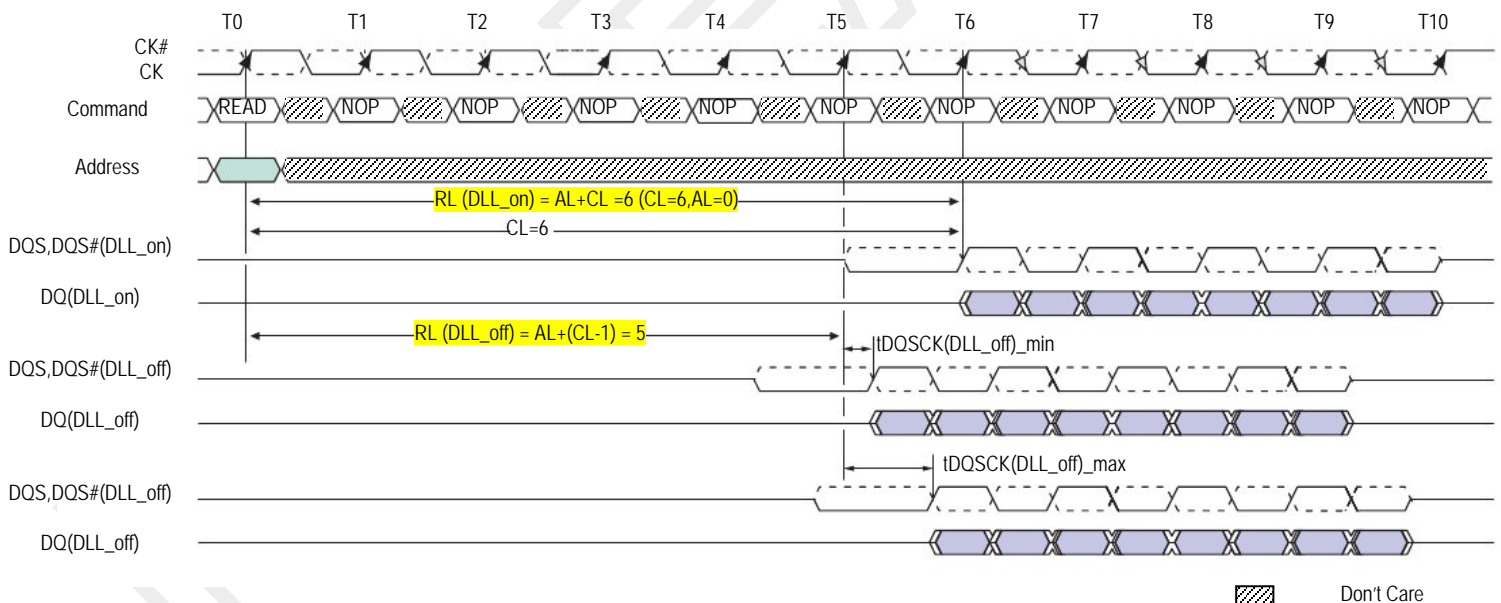 T0 T1 T2 T3 T4 T5 T6 T7 T8 T9 T10
CK#
CK
Command READ NOP NOP NOP NOP NOP NOP NOP NOP NOP NOP
Address
RL (DLL_on) = AL+CL =6 (CL=6,AL=0)
CL=6
DQS,DQS#(DLL_on)
DQ(DLL_on)
RL (DLL_off) = AL+(CL-1) = 5
tDQSCK(DLL_off)_min
DQS,DQS#(DLL_off)
DQ(DLL_off)
tDQSCK(DLL_off)_max
DQS,DQS#(DLL_off)
DQ(DLL_off)
Don't Care